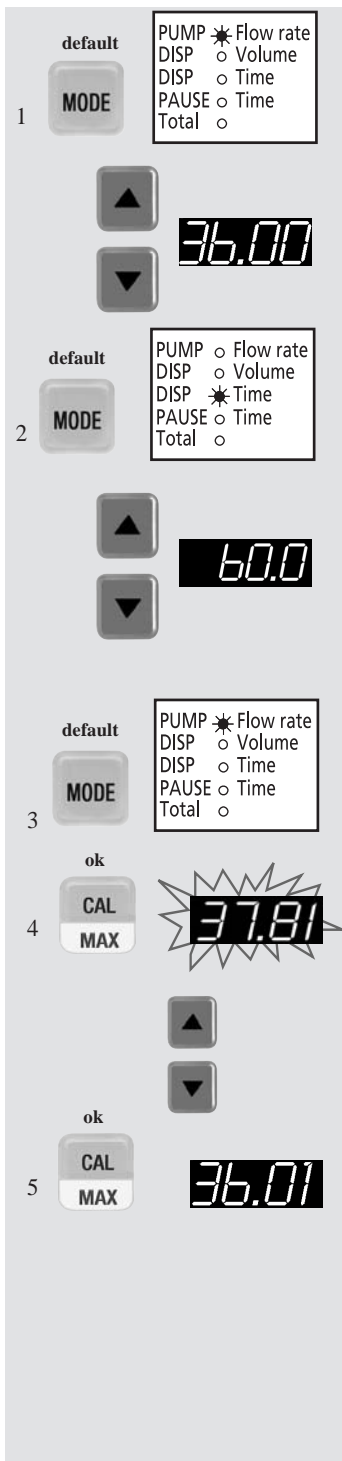 default
PUMP Flow rate
DISP Volume
DISP Time
PAUSE Time
Total
1 MODE
36.00
default
PUMP Flow rate
DISP Volume
DISP Time
PAUSE Time
Total
2 MODE
60.0
default
PUMP Flow rate
DISP Volume
DISP Time
PAUSE Time
Total
3 MODE
ok
4 CAL
MAX
37.81
ok
5 CAL
MAX
36.01